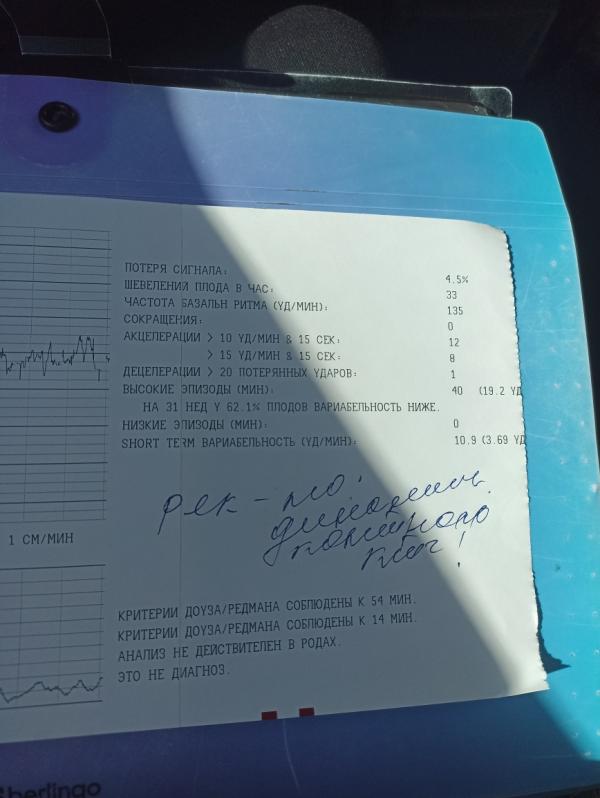 ПОТЕРЯ СИГНАЛА: 4.5%
ШЕВЕЛЕНИЙ ПЛОДА В ЧАС: 33
ЧАСТОТА БАЗАЛЬН РИТМА (УД/МИН): 135
СОКРАЩЕНИЯ: 0
АКЦЕЛЕРАЦИИ > 10 УД/МИН & 15 СЕК: 12
> 15 УД/МИН & 15 СЕК: 8
ДЕЦЕЛЕРАЦИИ > 20 ПОТЕРЯННЫХ УДАРОВ: 1
ВЫСОКИЕ ЭПИЗОДЫ (МИН): 40 (19.2 УД
НА 31 НЕД У 62.1% ПЛОДОВ ВАРИАБЕЛЬНОСТЬ НИЖЕ.
НИЗКИЕ ЭПИЗОДЫ (МИН): 0
SHORT TERM ВАРИАБЕЛЬНОСТЬ (УД/МИН): 10.9 (3.69 УД
рек-но:
1 СМ/МИН
КРИТЕРИИ ДОУЗА/РЕДМАНА СОБЛЮДЕНЫ К 54 МИН.
КРИТЕРИИ ДОУЗА/РЕДМАНА СОБЛЮДЕНЫ К 14 МИН.
АНАЛИЗ НЕ ДЕЙСТВИТЕЛЕН В РОДАХ.
ЭТО НЕ ДИАГНОЗ.
berlingo